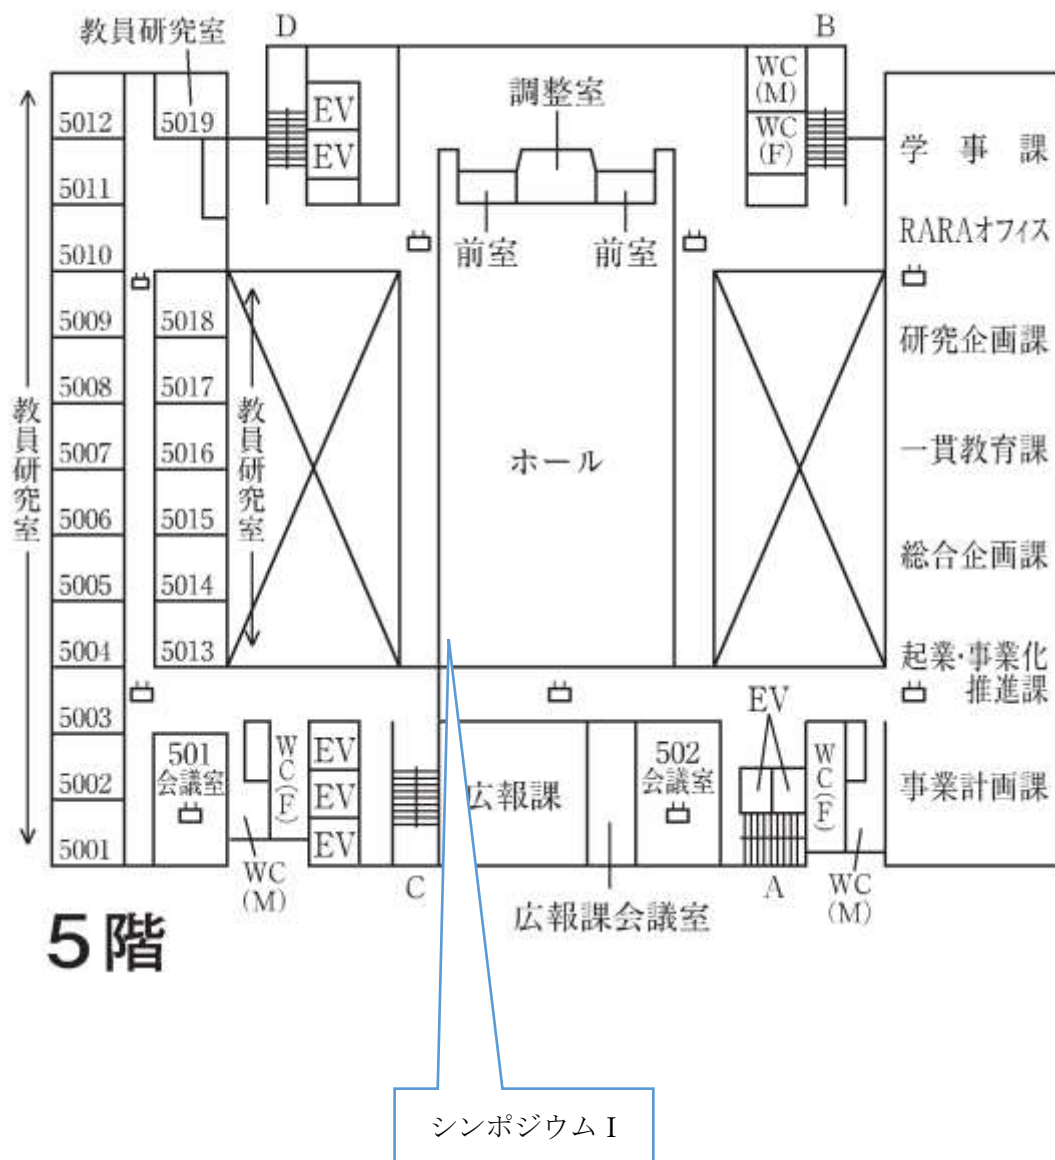 D
B
教員研究室
5012
5019
EV
EV
調整室
WC
(M)
WC
(F)
学事課
5011
5010
前室
前室
RARAオフィス
5009
5018
研究企画課
5008
5017
教員研究室
教員研究室
5007
5016
ホール
一貫教育課
5006
5015
5005
5014
総合企画課
5004
5013
起業・事業化
推進課
5003
501
会議室
WC(F)
EV
EV
EV
広報課
502
会議室
EV
WC(F)
事業計画課
5002
5001
WC
(M)
C
広報課会議室
A
WC
(M)
5階
シンポジウム I